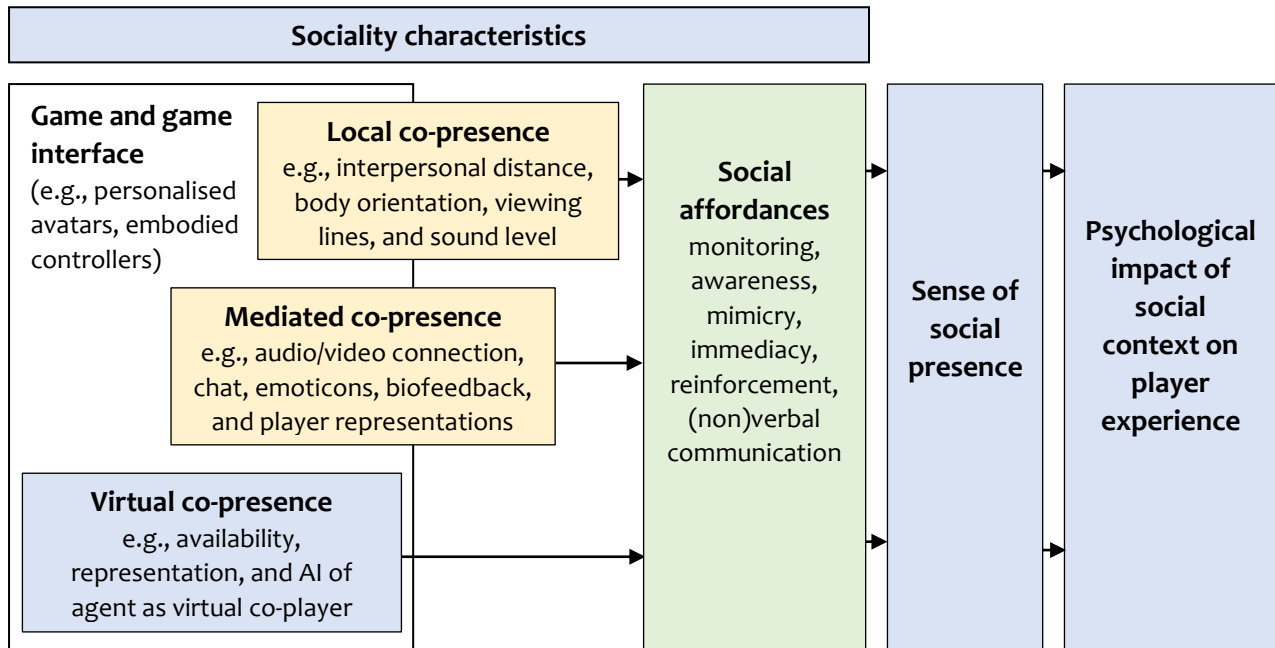 Sociality characteristics
Game and game
interface
(e.g., personalised
avatars, embodied
controllers)
Local co-presence
e.g., interpersonal distance,
body orientation, viewing
lines, and sound level
Mediated co-presence
e.g., audio/video connection,
chat, emoticons, biofeedback,
and player representations
Virtual co-presence
e.g., availability,
representation, and AI of
agent as virtual co-player
Social
affordances
monitoring,
awareness,
mimicry,
immediacy,
reinforcement,
(non)verbal
communication
Sense of
social
presence
Psychological
impact of
social
context on
player
experience